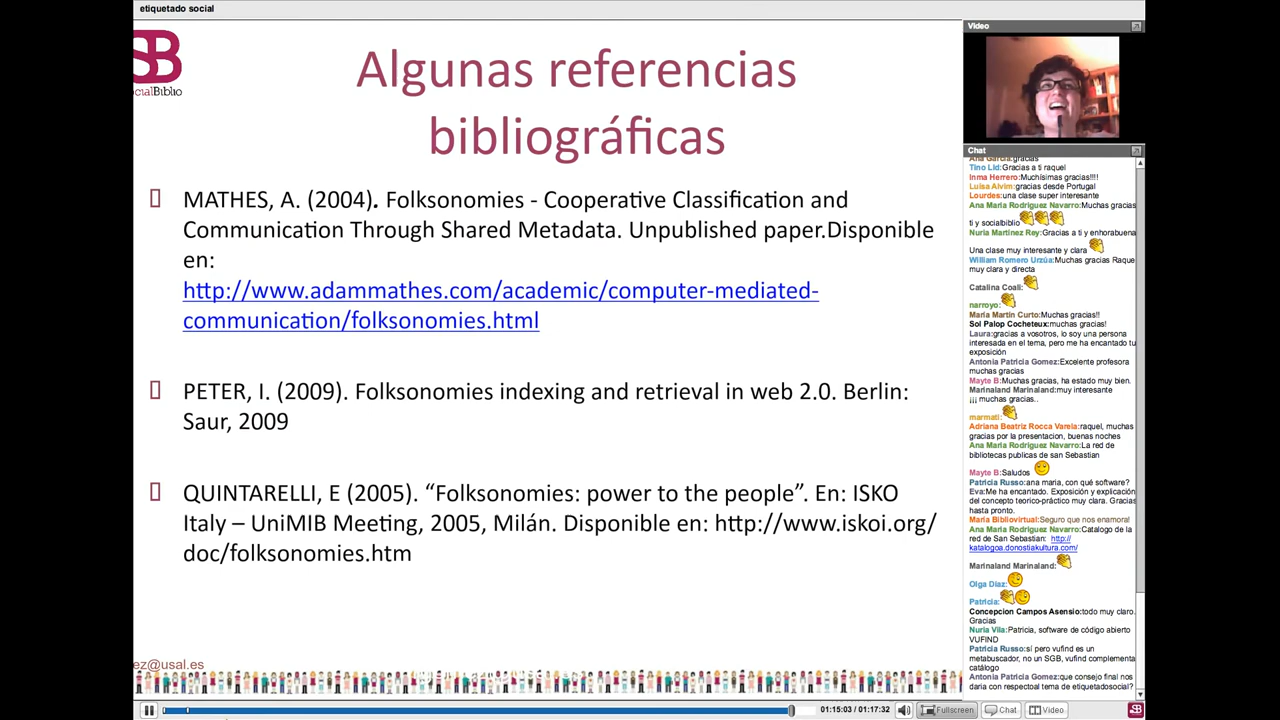 etiquetado social
SB
cialBiblio
Algunas referencias
bibliográficas
MATHES, A. (2004). Folksonomies - Cooperative Classification and
Communication Through Shared Metadata. Unpublished paper.Disponible
en:
http://www.adammathes.com/academic/computer-mediated-
communication/folksonomies.html
PETER, I. (2009). Folksonomies indexing and retrieval in web 2.0. Berlin:
Saur, 2009
QUINTARELLI, E (2005). “Folksonomies: power to the people”. En: ISKO
Italy – UniMIB Meeting, 2005, Milán. Disponible en: http://www.iskoi.org/
doc/folksonomies.htm
ez@usal.es
Video
Chat
Ana García:gracias
Tino Lid:Gracias a ti raquel
Inma Herrero:Muchísimas gracias!!!!
Luisa Alvim:gracias desde Portugal
Lourdes:una clase super interesante
Ana María Rodríguez Navarro:Muchas gracias
ti y socialbiblio
Nuria Martínez Rey:Gracias a ti y enhorabuena
Una clase muy interesante y clara
William Romero Urzúa:Muchas gracias Raque
muy clara y directa
Catalina Coali:
narroyo:
María Martín Curto:Muchas gracias!!
Sol Palop Cocheteux:muchas gracias!
Laura:gracias a vosotros, lo soy una persona
interesada en el tema, pero me ha encantado tu
exposición
Antonia Patricia Gomez:Excelente profesora
muchas gracias
Mayte B:Muchas gracias, ha estado muy bien.
Marinaland Marinaland:muy interesante
¡¡¡ muchas gracias..
marmati:
Adriana Beatriz Rocca Varela:raquel, muchas
gracias por la presentacion, buenas noches
Ana María Rodríguez Navarro:La red de
bibliotecas publicas de san Sebastian
Mayte B:Saludos
Patricia Russo:ana maria, con qué software?
Eva:Me ha encantado. Exposición y explicación
del concepto teorico-práctico muy clara. Gracias
hasta pronto.
María Bibliovirtual:Seguro que nos enamora!
Ana María Rodríguez Navarro:Catalogo de la
red de San Sebastian: http://
katalogoa.donostiakultura.com/
Marinaland Marinaland:
Olga Díaz:
Patricia:
Concepcion Campos Asensio:todo muy claro.
Gracias
Nuria Vila:Patricia, software de código abierto
VUFIND
Patricia Russo:sí pero vufind es un
metabuscador, no un SGB, vufind complementa
catálogo
Antonia Patricia Gomez:que consejo final nos
daria con respectoal tema de etiquetadosocial?
01:15:03 / 01:17:32
Fullscreen
Chat
Video
SB